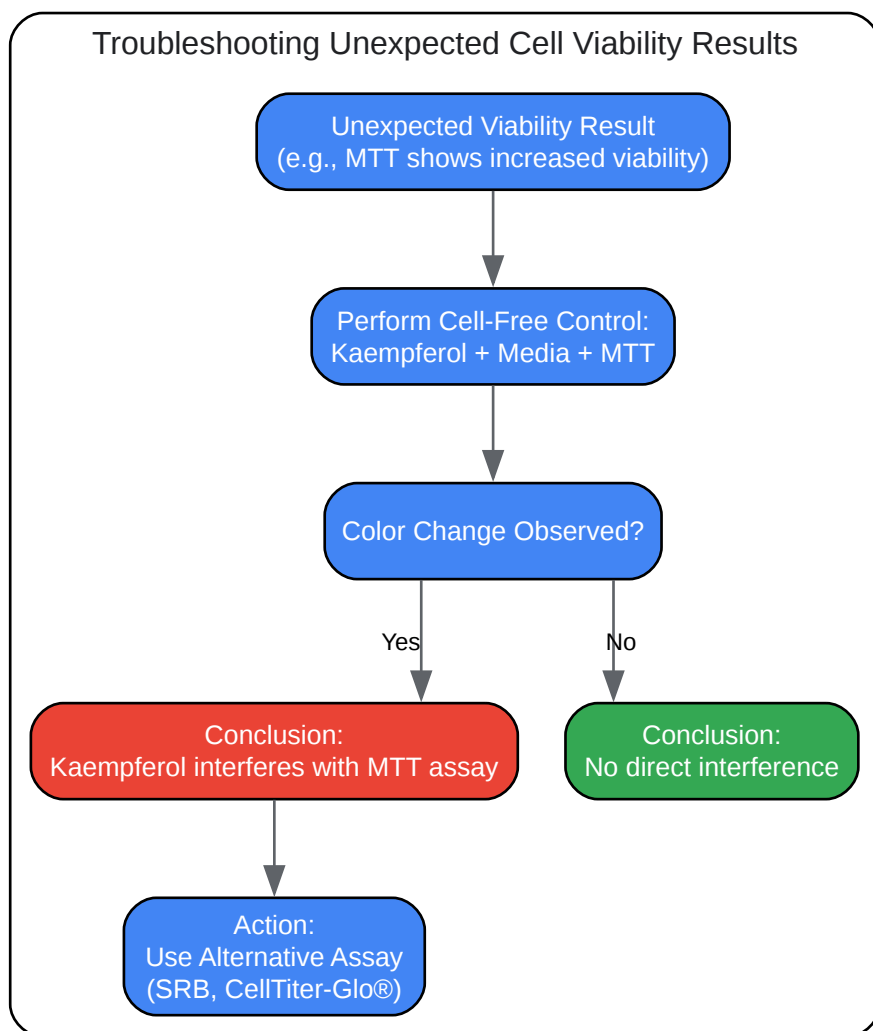 Troubleshooting Unexpected Cell Viability Results
Unexpected Viability Result
(e.g., MTT shows increased viability)
Perform Cell-Free Control:
Kaempferol + Media + MTT
Color Change Observed?
Yes
No
Conclusion:
Kaempferol interferes with MTT assay
Conclusion:
No direct interference
Action:
Use Alternative Assay
(SRB, CellTiter-Glo®)